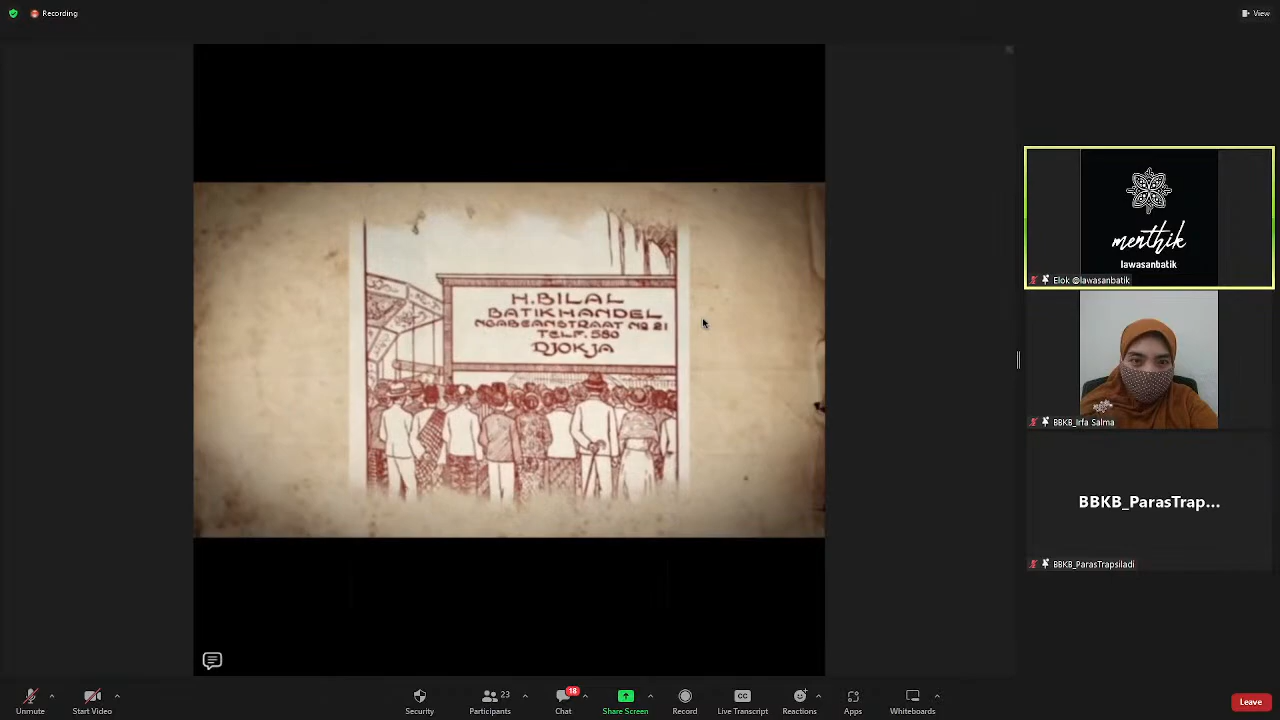 Recording
View
H. BILAL
BATIKHANDEL
NGABEANSTRAAT No 21
TELF. 580
DJOKJA
menthik
lawasanbatik
Elok @lawasanbatik
BBKB_Irfa Salma
BBKB_ParasTrap...
BBKB_ParasTrapsiladi
Unmute
Start Video
Security
Participants
23
Chat
18
Share Screen
Record
CC
Live Transcript
Reactions
Apps
Whiteboards
Leave